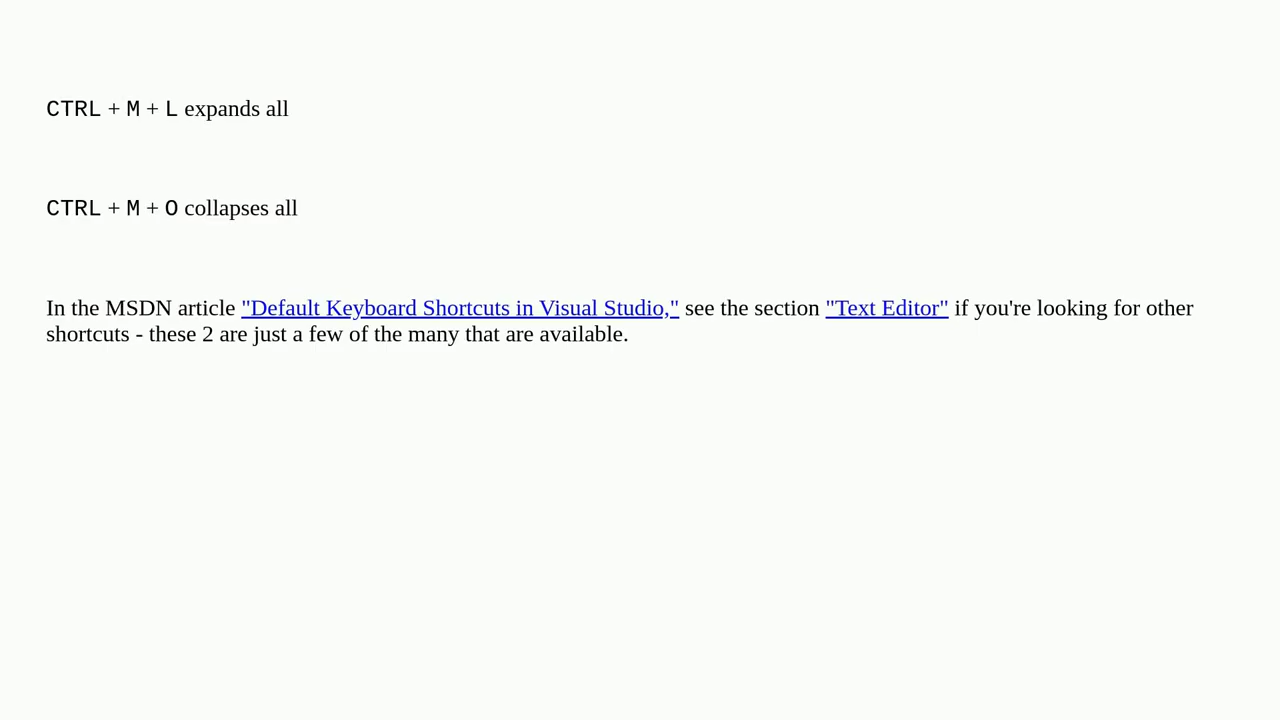 CTRL + M + L expands all
CTRL + M + O collapses all
In the MSDN article "Default Keyboard Shortcuts in Visual Studio," see the section "Text Editor" if you're looking for other
shortcuts - these 2 are just a few of the many that are available.